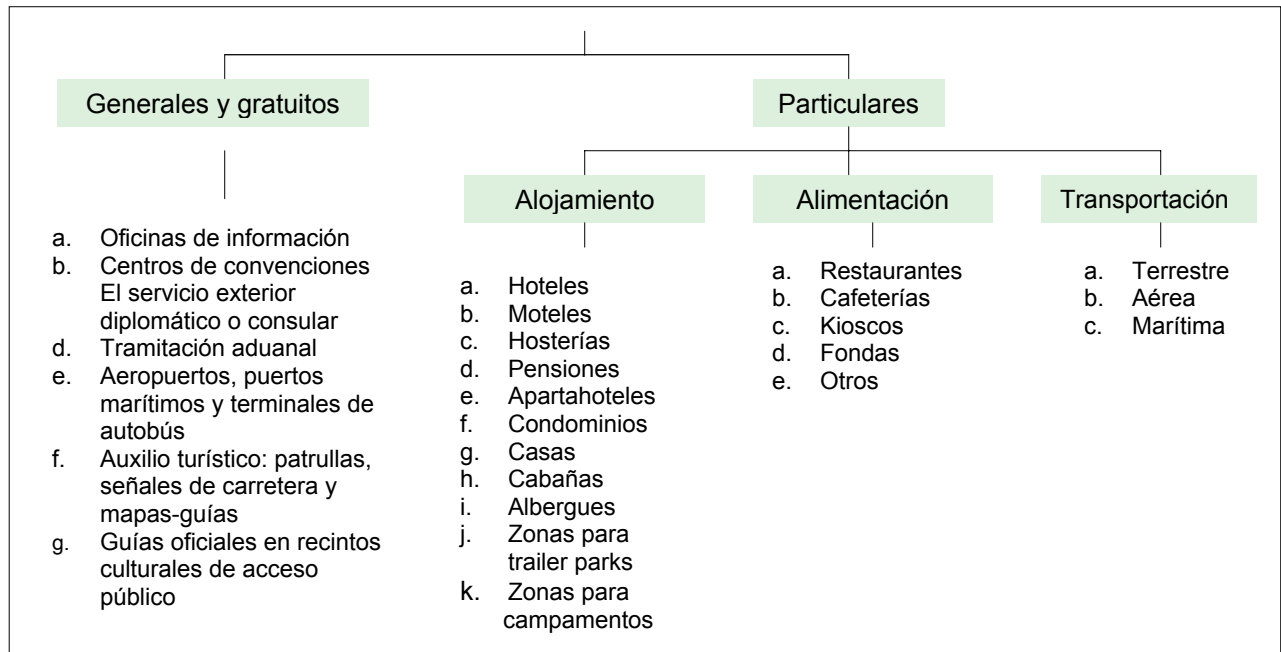 Generales y gratuitos
a. Oficinas de información
b. Centros de convenciones
El servicio exterior
diplomático o consular
d. Tramitación aduanal
e. Aeropuertos, puertos
marítimos y terminales de
autobús
f. Auxilio turístico: patrullas,
señales de carretera y
mapas-guías
g. Guías oficiales en recintos
culturales de acceso
público
Particulares
Alojamiento
a. Hoteles
b. Moteles
c. Hosterías
d. Pensiones
e. Apartahoteles
f. Condominios
g. Casas
h. Cabañas
i. Albergues
j. Zonas para
trailer parks
k. Zonas para
campamentos
Alimentación
a. Restaurantes
b. Cafeterías
c. Kioscos
d. Fondas
e. Otros
Transportación
a. Terrestre
b. Aérea
c. Marítima